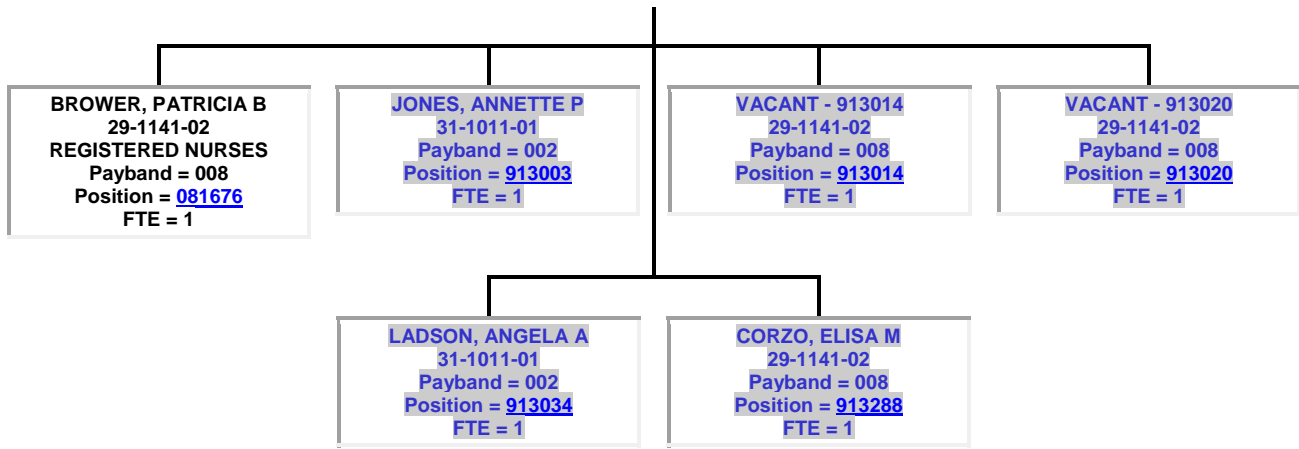 BROWER, PATRICIA B
29-1141-02
REGISTERED NURSES
Payband = 008
Position = 081676
FTE = 1
JONES, ANNETTE P
31-1011-01
Payband = 002
Position = 913003
FTE = 1
VACANT - 913014
29-1141-02
Payband = 008
Position = 913014
FTE = 1
VACANT - 913020
29-1141-02
Payband = 008
Position = 913020
FTE = 1
LADSON, ANGELA A
31-1011-01
Payband = 002
Position = 913034
FTE = 1
CORZO, ELISA M
29-1141-02
Payband = 008
Position = 913288
FTE = 1